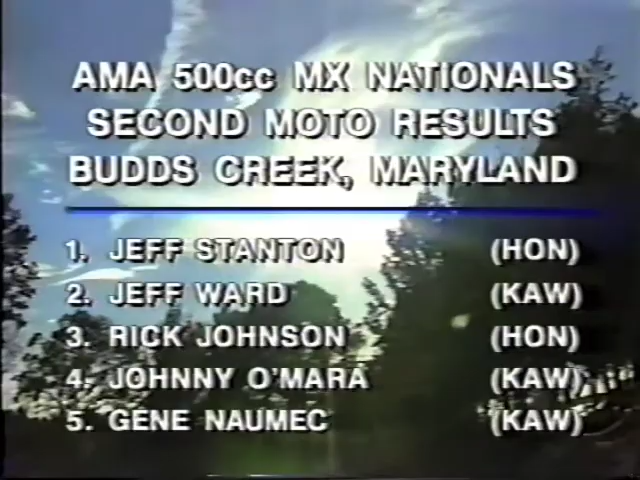 AMA 500cc MX NATIONALS
SECOND MOTO RESULTS
BUDDS CREEK, MARYLAND
1. JEFF STANTON (HON)
2. JEFF WARD (KAW)
3. RICK JOHNSON (HON)
4. JOHNNY O'MARA (KAW)
5. GENE NAUMEC (KAW)